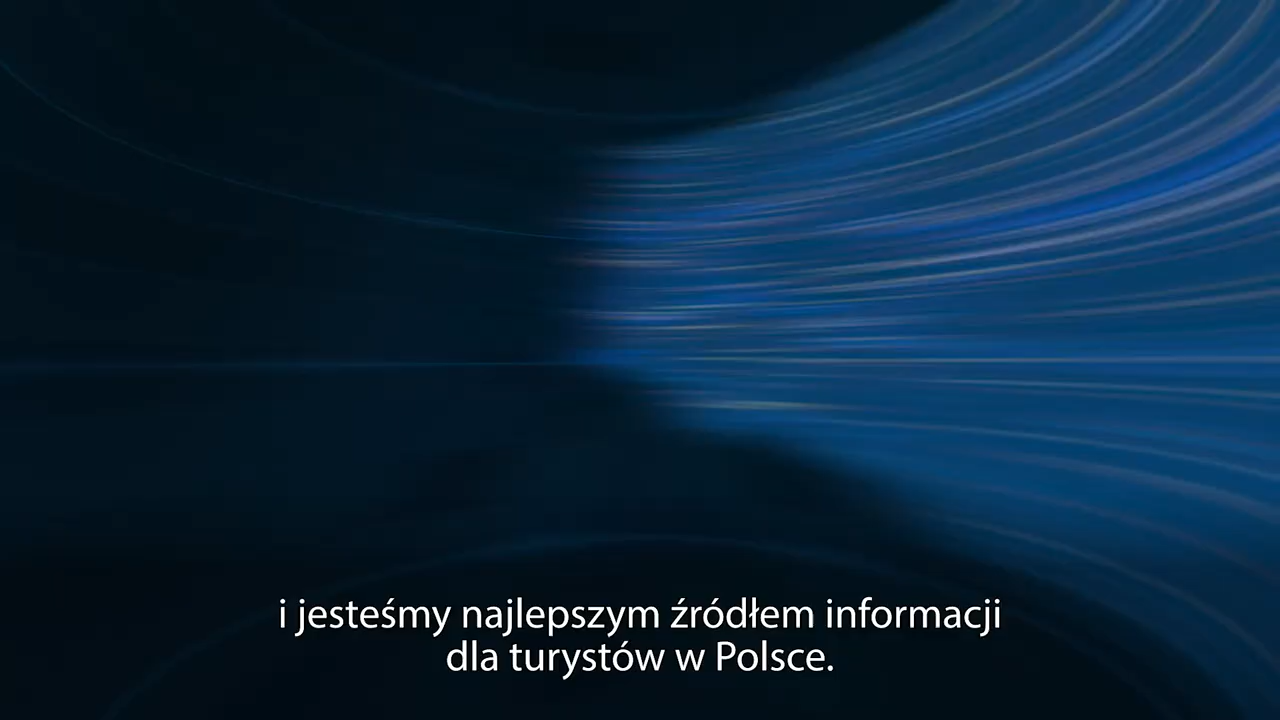 i jesteśmy najlepszym źródłem informacji
dla turystów w Polsce.